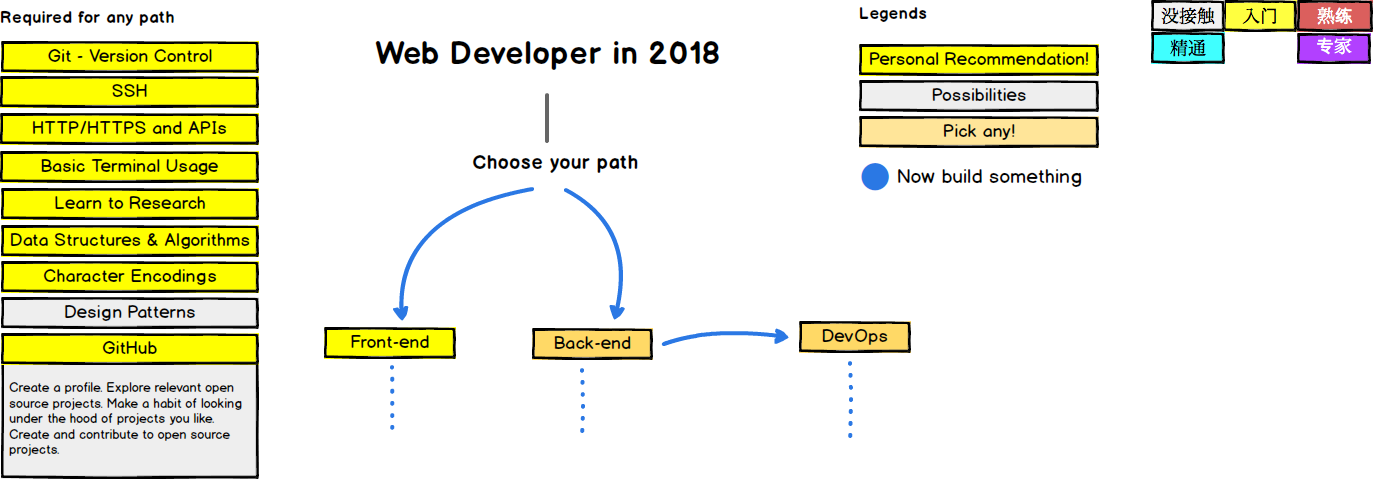 Required for any path
Git - Version Control
SSH
HTTP/HTTPS and APIs
Basic Terminal Usage
Learn to Research
Data Structures & Algorithms
Character Encodings
Design Patterns
GitHub
Create a profile. Explore relevant open
source projects. Make a habit of looking
under the hood of projects you like.
Create and contribute to open source
projects.
Web Developer in 2018
Choose your path
Front-end
Back-end
DevOps
Legends
Personal Recommendation!
Possibilities
Pick any!
Now build something
没接触
入门
熟练
精通
专家